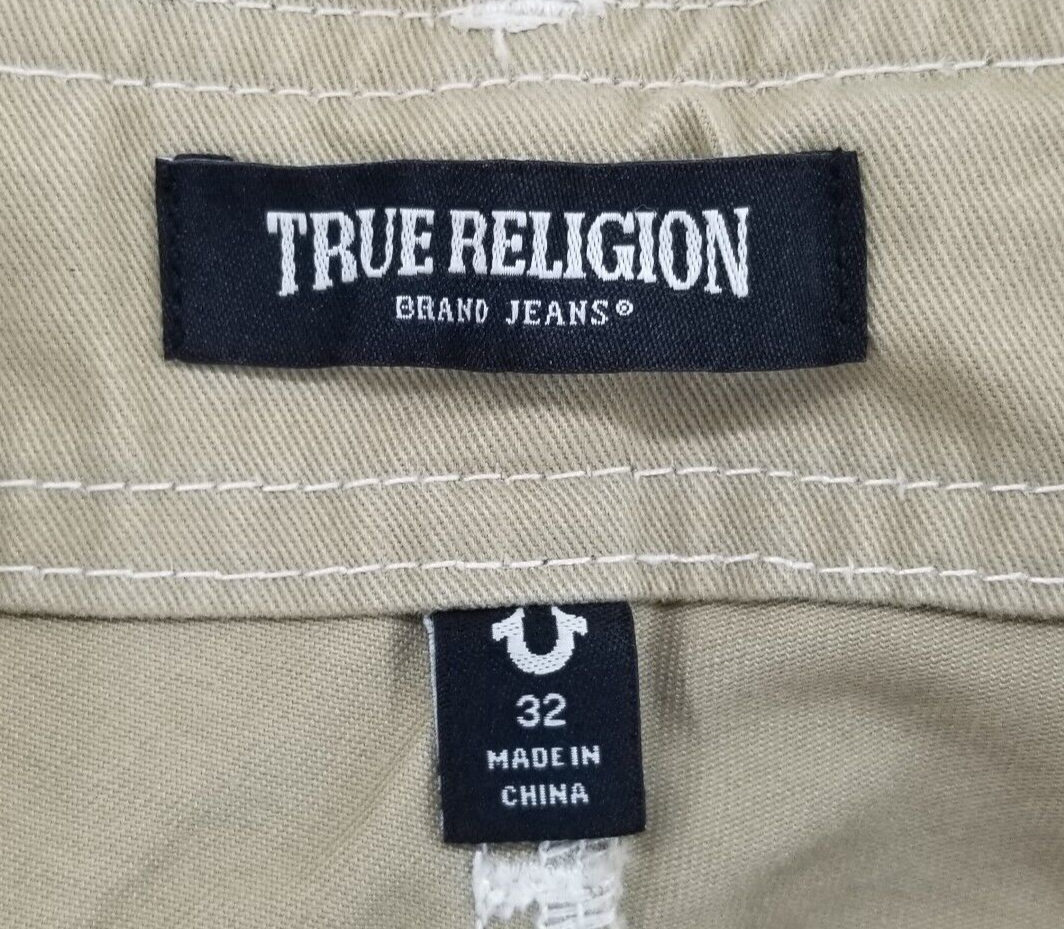 TRUE RELIGION
BRAND JEANS®
32
MADE IN
CHINA